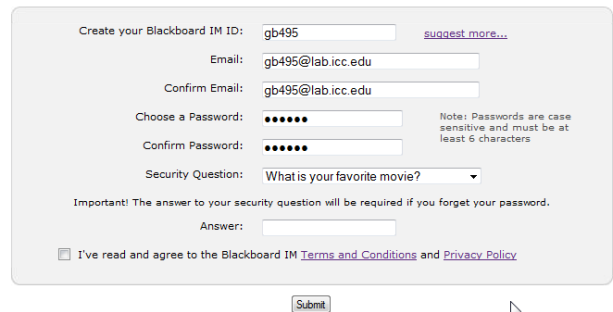 Create your Blackboard IM ID: gb495 suggest more...
Email: gb495@lab.icc.edu
Confirm Email: gb495@lab.icc.edu
Choose a Password: ●●●●●● Note: Passwords are case
sensitive and must be at
least 6 characters
Confirm Password: ●●●●●●
Security Question: What is your favorite movie?
Important! The answer to your security question will be required if you forget your password.
Answer:
I've read and agree to the Blackboard IM Terms and Conditions and Privacy Policy
Submit